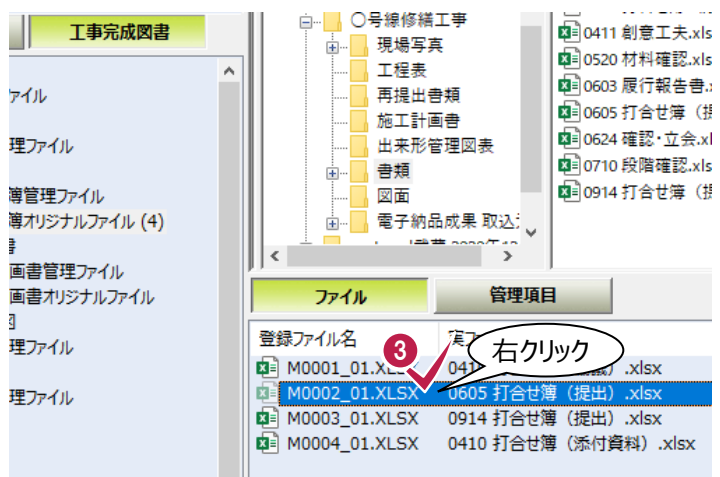 工事完成図書
ァイル
理ファイル
簿管理ファイル
簿オリジナルファイル (4)
画書管理ファイル
画書オリジナルファイル
理ファイル
理ファイル
〇号線修繕工事
現場写真
工程表
再提出書類
施工計画書
出来形管理図表
書類
図面
電子納品成果 取込
0411 創意工夫.xls
0520 材料確認.xls
0603 履行報告書.
0605 打合せ簿（提
0624 確認・立会.xl
0710 段階確認.xls
0914 打合せ簿（提
ファイル
管理項目
登録ファイル名
実フ
3
右クリック
M0001_01.XLSX 041 ）.xlsx
M0002_01.XLSX 0605 打合せ簿（提出）.xlsx
M0003_01.XLSX 0914 打合せ簿（提出）.xlsx
M0004_01.XLSX 0410 打合せ簿（添付資料）.xlsx